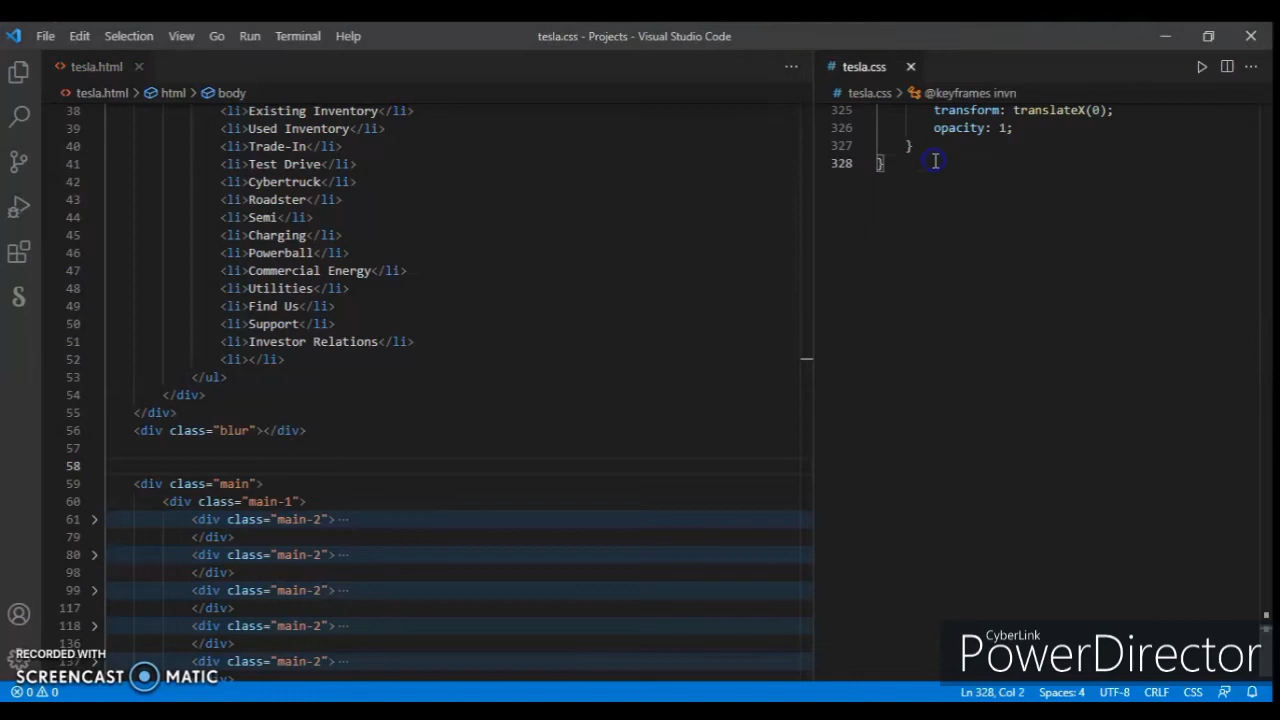 File Edit Selection View Go Run Terminal Help tesla.css - Projects - Visual Studio Code
tesla.html
tesla.css
tesla.html > html > body
tesla.css > @keyframes invn
38 <li>Existing Inventory</li>
39 <li>Used Inventory</li>
40 <li>Trade-In</li>
41 <li>Test Drive</li>
42 <li>Cybertruck</li>
43 <li>Roadster</li>
44 <li>Semi</li>
45 <li>Charging</li>
46 <li>Powerball</li>
47 <li>Commercial Energy</li>
48 <li>Utilities</li>
49 <li>Find Us</li>
50 <li>Support</li>
51 <li>Investor Relations</li>
52 <li></li>
53 </ul>
54 </div>
55 </div>
56 <div class="blur"></div>
57
58
59 <div class="main">
60 <div class="main-1">
61 <div class="main-2">
79 </div>
80 <div class="main-2">
98 </div>
99 <div class="main-2">
117 </div>
118 <div class="main-2">
136 </div>
137 <div class="main-2">
325 transform: translateX(0);
326 opacity: 1;
327 }
328 }
RECORDED WITH
SCREENCAST MATIC
CyberLink
PowerDirector
0 0 Ln 328, Col 2 Spaces: 4 UTF-8 CRLF CSS